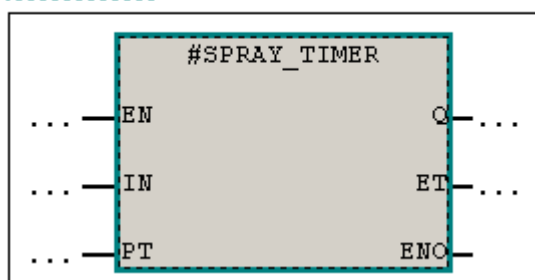 #SPRAY_TIMER
... EN Q ...
... IN ET ...
... PT ENO